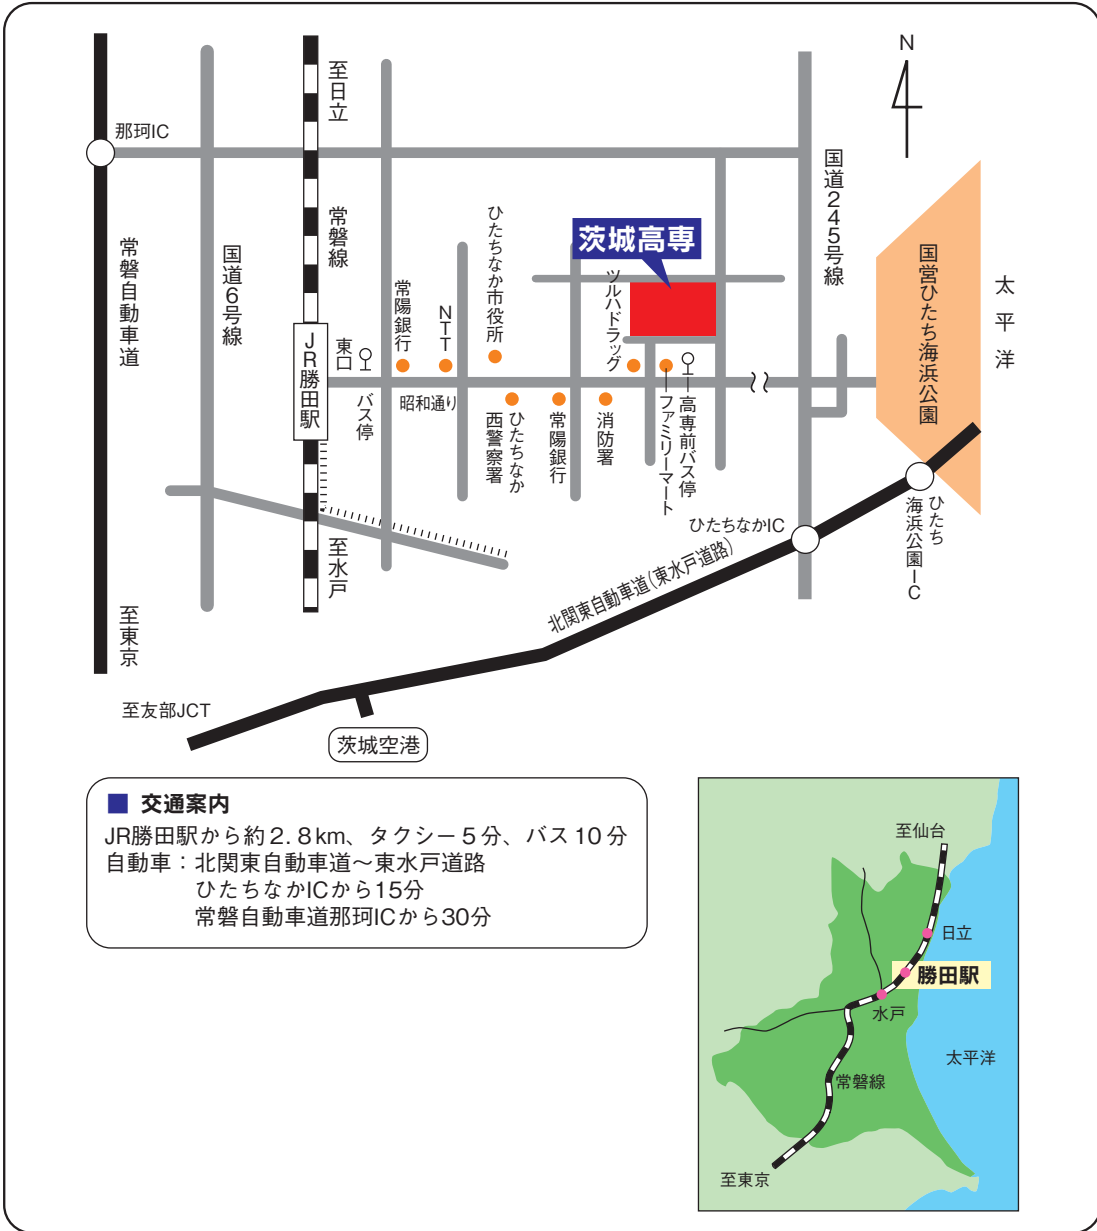 N
至日立
那珂IC
常磐線
国道245号線
ひたちなか市役所
茨城高専
常磐自動車道
国道6号線
国営ひたち海浜公園
太平洋
常陽銀行
NTT
ツルハドラッグ
JR勝田駅
東口
バス停
昭和通り
ひたちなか
西警察署
常陽銀行
消防署
ファミリーマート
高専前バス停
ひたちなかIC
ひたち
海浜公園IC
至水戸
北関東自動車道(東水戸道路)
至東京
至友部JCT
茨城空港
■ 交通案内
JR勝田駅から約2.8km、タクシー5分、バス10分
自動車：北関東自動車道〜東水戸道路
ひたちなかICから15分
常磐自動車道那珂ICから30分
至仙台
日立
勝田駅
水戸
太平洋
常磐線
至東京